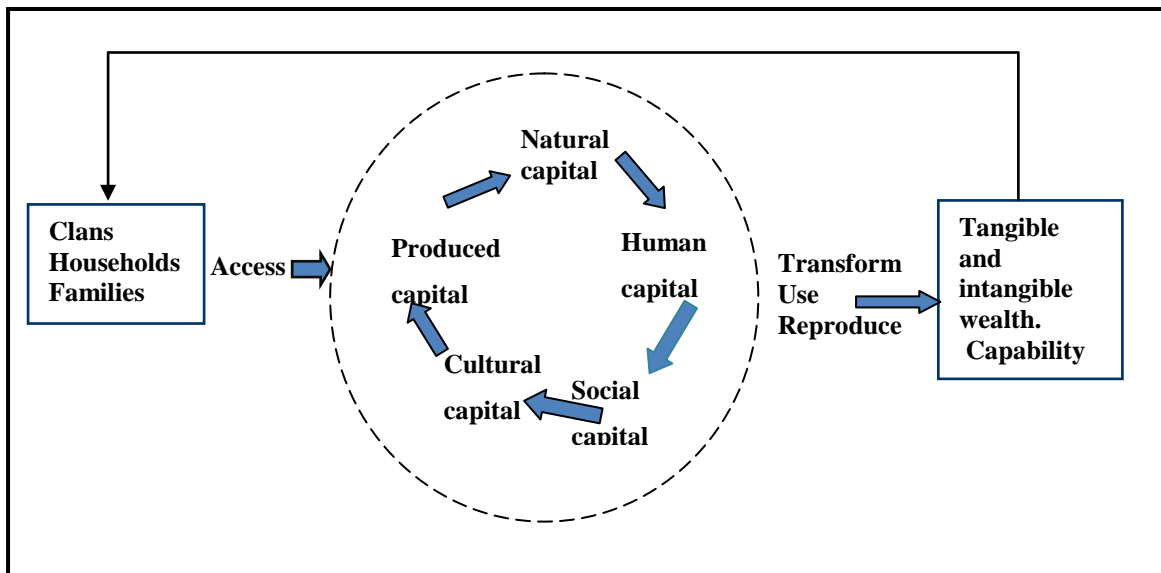 Clans
Households
Families
Access
Natural
capital
Human
capital
Social
capital
Cultural
capital
Produced
capital
Transform
Use
Reproduce
Tangible
and
intangible
wealth.
Capability